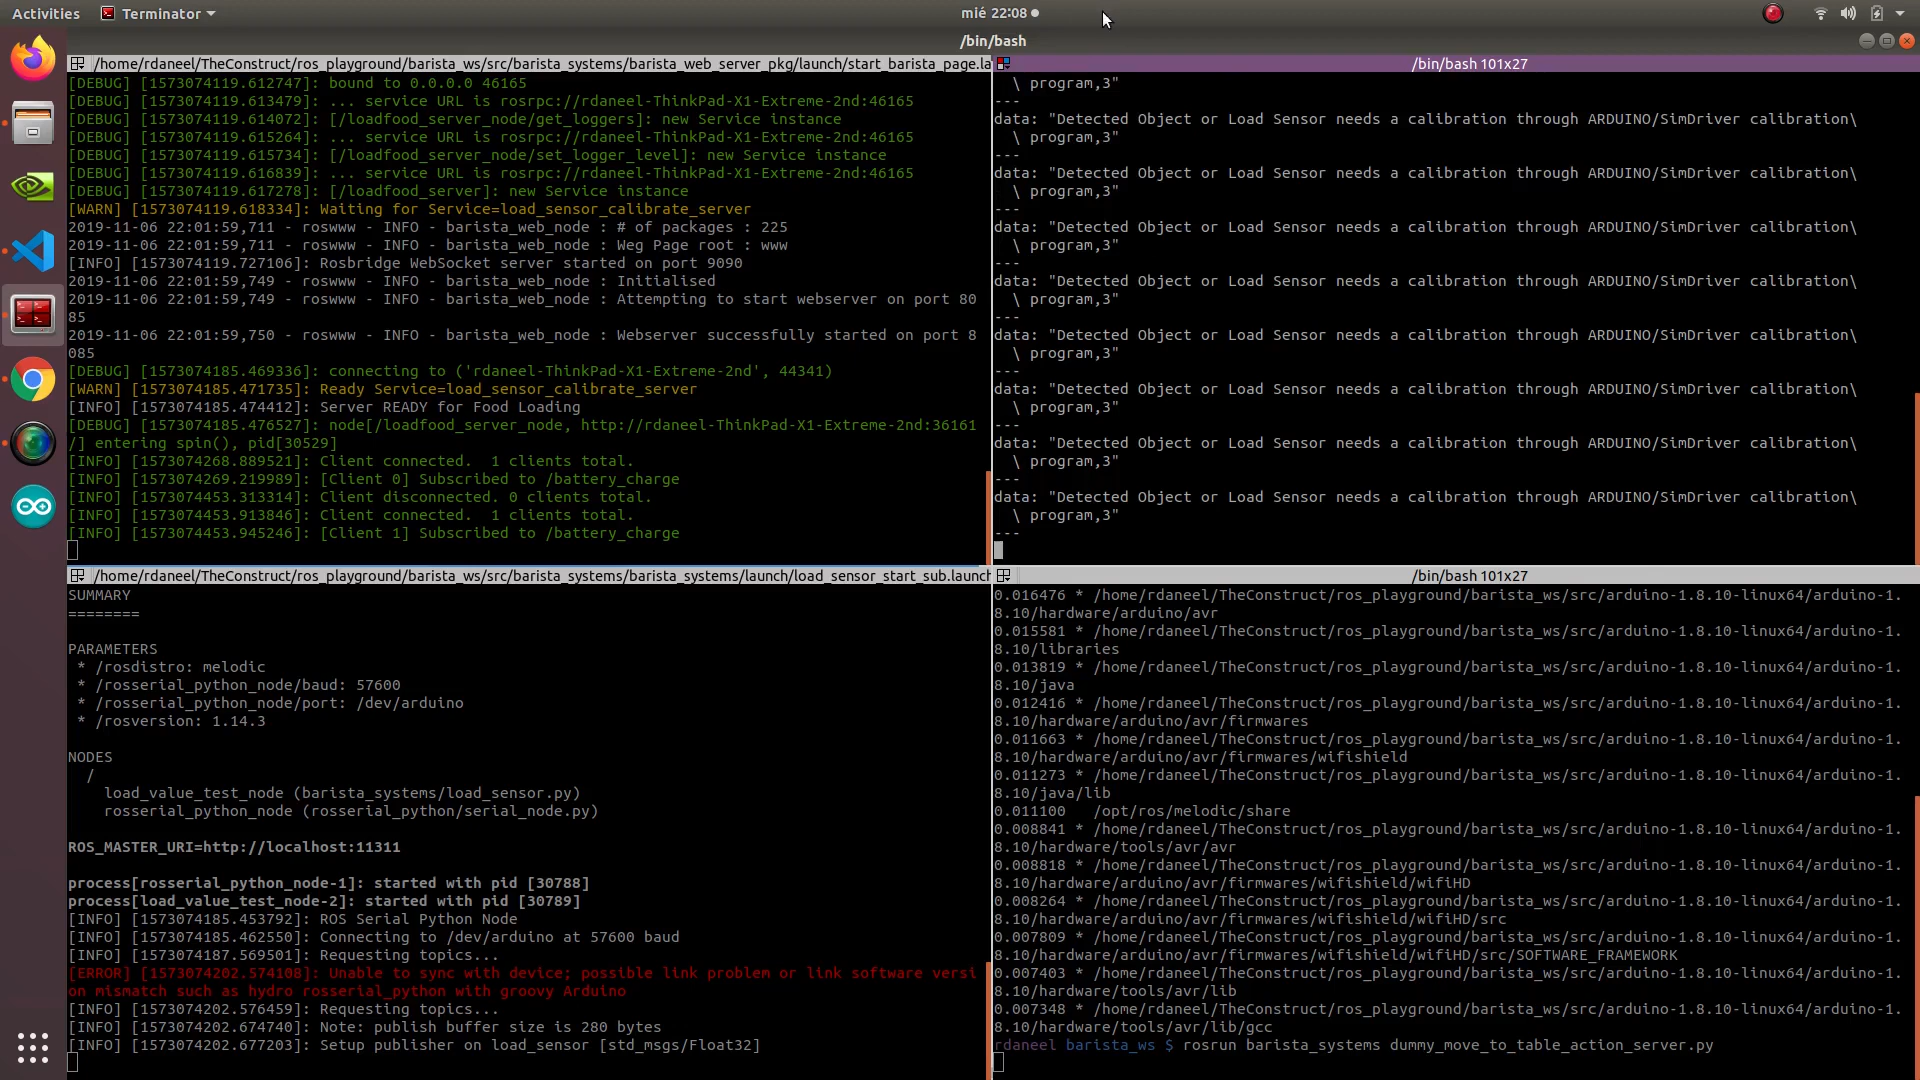 Activities
Terminator
mié 22:08
/bin/bash
/home/rdaneel/TheConstruct/ros_playground/barista_ws/src/barista_systems/barista_web_server_pkg/launch/start_barista_page.la
[DEBUG] [1573074119.612747]: bound to 0.0.0.0 46165
[DEBUG] [1573074119.613479]: ... service URL is rosrpc://rdaneel-ThinkPad-X1-Extreme-2nd:46165
[DEBUG] [1573074119.614072]: [/loadfood_server_node/get_loggers]: new Service instance
[DEBUG] [1573074119.615264]: ... service URL is rosrpc://rdaneel-ThinkPad-X1-Extreme-2nd:46165
[DEBUG] [1573074119.615734]: [/loadfood_server_node/set_logger_level]: new Service instance
[DEBUG] [1573074119.616839]: ... service URL is rosrpc://rdaneel-ThinkPad-X1-Extreme-2nd:46165
[DEBUG] [1573074119.617278]: [/loadfood_server]: new Service instance
[WARN] [1573074119.618334]: Waiting for Service=load_sensor_calibrate_server
2019-11-06 22:01:59,711 - roswww - INFO - barista_web_node : # of packages : 225
2019-11-06 22:01:59,711 - roswww - INFO - barista_web_node : Weg Page root : www
[INFO] [1573074119.727106]: Rosbridge WebSocket server started on port 9090
2019-11-06 22:01:59,749 - roswww - INFO - barista_web_node : Initialised
2019-11-06 22:01:59,749 - roswww - INFO - barista_web_node : Attempting to start webserver on port 80
85
2019-11-06 22:01:59,750 - roswww - INFO - barista_web_node : Webserver successfully started on port 8
085
[DEBUG] [1573074185.469336]: connecting to ('rdaneel-ThinkPad-X1-Extreme-2nd', 44341)
[WARN] [1573074185.471735]: Ready Service=load_sensor_calibrate_server
[INFO] [1573074185.474412]: Server READY for Food Loading
[DEBUG] [1573074185.476527]: node[/loadfood_server_node, http://rdaneel-ThinkPad-X1-Extreme-2nd:36161
/] entering spin(), pid[30529]
[INFO] [1573074268.889521]: Client connected.  1 clients total.
[INFO] [1573074269.219989]: [Client 0] Subscribed to /battery_charge
[INFO] [1573074453.313314]: Client disconnected. 0 clients total.
[INFO] [1573074453.913846]: Client connected.  1 clients total.
[INFO] [1573074453.945246]: [Client 1] Subscribed to /battery_charge
/bin/bash 101x27
\ program,3"
---
data: "Detected Object or Load Sensor needs a calibration through ARDUINO/SimDriver calibration\
\ program,3"
---
data: "Detected Object or Load Sensor needs a calibration through ARDUINO/SimDriver calibration\
\ program,3"
---
data: "Detected Object or Load Sensor needs a calibration through ARDUINO/SimDriver calibration\
\ program,3"
---
data: "Detected Object or Load Sensor needs a calibration through ARDUINO/SimDriver calibration\
\ program,3"
---
data: "Detected Object or Load Sensor needs a calibration through ARDUINO/SimDriver calibration\
\ program,3"
---
data: "Detected Object or Load Sensor needs a calibration through ARDUINO/SimDriver calibration\
\ program,3"
---
data: "Detected Object or Load Sensor needs a calibration through ARDUINO/SimDriver calibration\
\ program,3"
---
data: "Detected Object or Load Sensor needs a calibration through ARDUINO/SimDriver calibration\
\ program,3"
---
/home/rdaneel/TheConstruct/ros_playground/barista_ws/src/barista_systems/barista_systems/launch/load_sensor_start_sub.launch
SUMMARY
========
PARAMETERS
* /rosdistro: melodic
* /rosserial_python_node/baud: 57600
* /rosserial_python_node/port: /dev/arduino
* /rosversion: 1.14.3
NODES
/
load_value_test_node (barista_systems/load_sensor.py)
rosserial_python_node (rosserial_python/serial_node.py)
ROS_MASTER_URI=http://localhost:11311
process[rosserial_python_node-1]: started with pid [30788]
process[load_value_test_node-2]: started with pid [30789]
[INFO] [1573074185.453792]: ROS Serial Python Node
[INFO] [1573074185.462550]: Connecting to /dev/arduino at 57600 baud
[INFO] [1573074187.569501]: Requesting topics...
[ERROR] [1573074202.574108]: Unable to sync with device; possible link problem or link software versi
on mismatch such as hydro rosserial_python with groovy Arduino
[INFO] [1573074202.576459]: Requesting topics...
[INFO] [1573074202.674740]: Note: publish buffer size is 280 bytes
[INFO] [1573074202.677203]: Setup publisher on load_sensor [std_msgs/Float32]
/bin/bash 101x27
0.016476 * /home/rdaneel/TheConstruct/ros_playground/barista_ws/src/arduino-1.8.10-linux64/arduino-1.
8.10/hardware/arduino/avr
0.015581 * /home/rdaneel/TheConstruct/ros_playground/barista_ws/src/arduino-1.8.10-linux64/arduino-1.
8.10/libraries
0.013819 * /home/rdaneel/TheConstruct/ros_playground/barista_ws/src/arduino-1.8.10-linux64/arduino-1.
8.10/java
0.012416 * /home/rdaneel/TheConstruct/ros_playground/barista_ws/src/arduino-1.8.10-linux64/arduino-1.
8.10/hardware/arduino/avr/firmwares
0.011663 * /home/rdaneel/TheConstruct/ros_playground/barista_ws/src/arduino-1.8.10-linux64/arduino-1.
8.10/hardware/arduino/avr/firmwares/wifishield
0.011273 * /home/rdaneel/TheConstruct/ros_playground/barista_ws/src/arduino-1.8.10-linux64/arduino-1.
8.10/java/lib
0.011100   /opt/ros/melodic/share
0.008841 * /home/rdaneel/TheConstruct/ros_playground/barista_ws/src/arduino-1.8.10-linux64/arduino-1.
8.10/hardware/tools/avr/avr
0.008818 * /home/rdaneel/TheConstruct/ros_playground/barista_ws/src/arduino-1.8.10-linux64/arduino-1.
8.10/hardware/arduino/avr/firmwares/wifishield/wifiHD
0.008264 * /home/rdaneel/TheConstruct/ros_playground/barista_ws/src/arduino-1.8.10-linux64/arduino-1.
8.10/hardware/arduino/avr/firmwares/wifishield/wifiHD/src
0.007809 * /home/rdaneel/TheConstruct/ros_playground/barista_ws/src/arduino-1.8.10-linux64/arduino-1.
8.10/hardware/arduino/avr/firmwares/wifishield/wifiHD/src/SOFTWARE_FRAMEWORK
0.007403 * /home/rdaneel/TheConstruct/ros_playground/barista_ws/src/arduino-1.8.10-linux64/arduino-1.
8.10/hardware/tools/avr/lib
0.007348 * /home/rdaneel/TheConstruct/ros_playground/barista_ws/src/arduino-1.8.10-linux64/arduino-1.
8.10/hardware/tools/avr/lib/gcc
rdaneel barista_ws $ rosrun barista_systems dummy_move_to_table_action_server.py